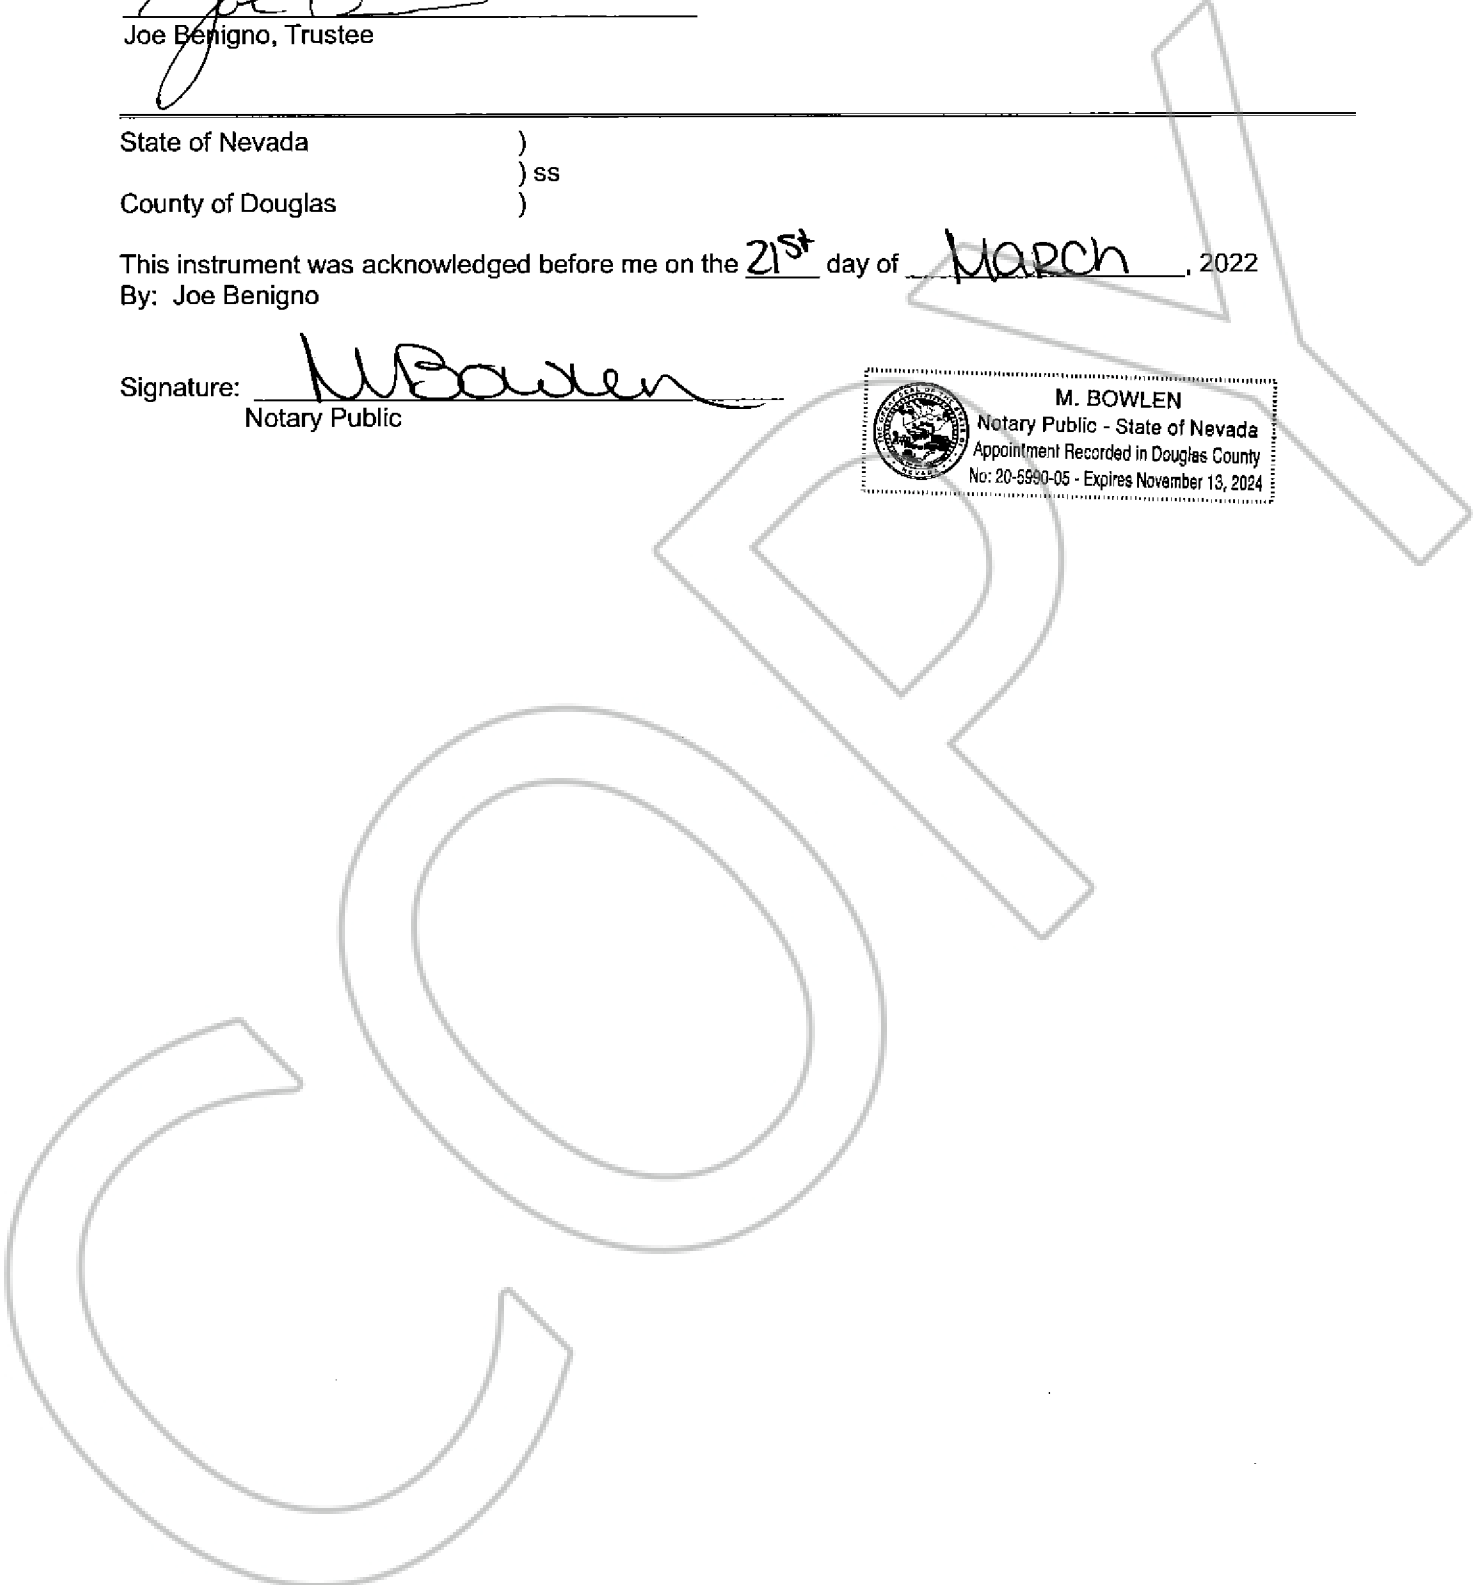 Joe Benigno, Trustee
State of Nevada )
) ss
County of Douglas )
This instrument was acknowledged before me on the 21st day of March, 2022
By: Joe Benigno
Signature: MBowlen
Notary Public
M. BOWLEN
Notary Public - State of Nevada
Appointment Recorded in Douglas County
No: 20-5990-05 - Expires November 13, 2024
COPY